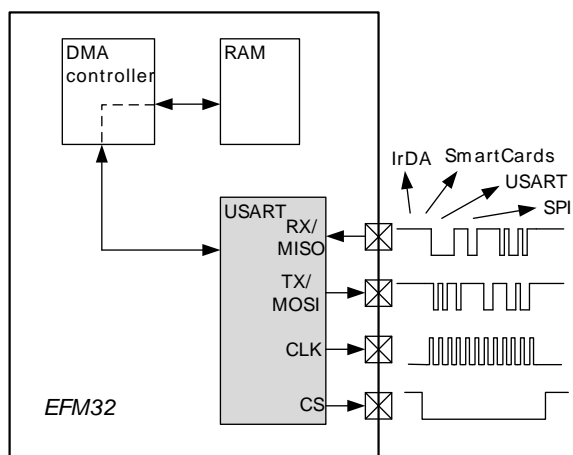 DMA
controller
RAM
IrDA
SmartCards
USART
SPI
USART
RX/
MISO
TX/
MOSI
CLK
CS
EFM32